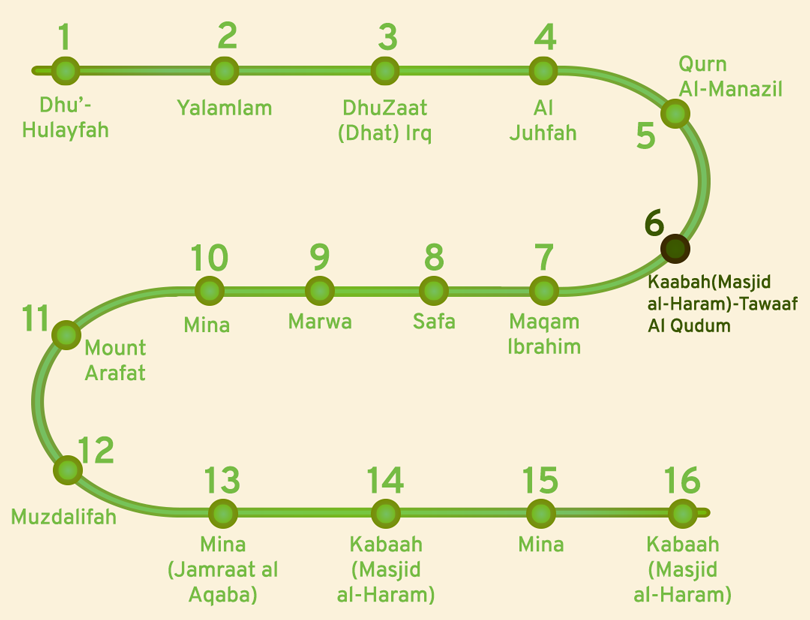 1
Dhu'-
Hulayfah
2
Yalamlam
3
DhuZaat
(Dhat) Irq
4
Al
Juhfah
Qurn
Al-Manazil
5
6
Kaabah(Masjid
al-Haram)-Tawaaf
Al Qudum
7
Maqam
Ibrahim
8
Safa
9
Marwa
10
Mina
11
Mount
Arafat
12
Muzdalifah
13
Mina
(Jamraat al
Aqaba)
14
Kabaah
(Masjid
al-Haram)
15
Mina
16
Kabaah
(Masjid
al-Haram)